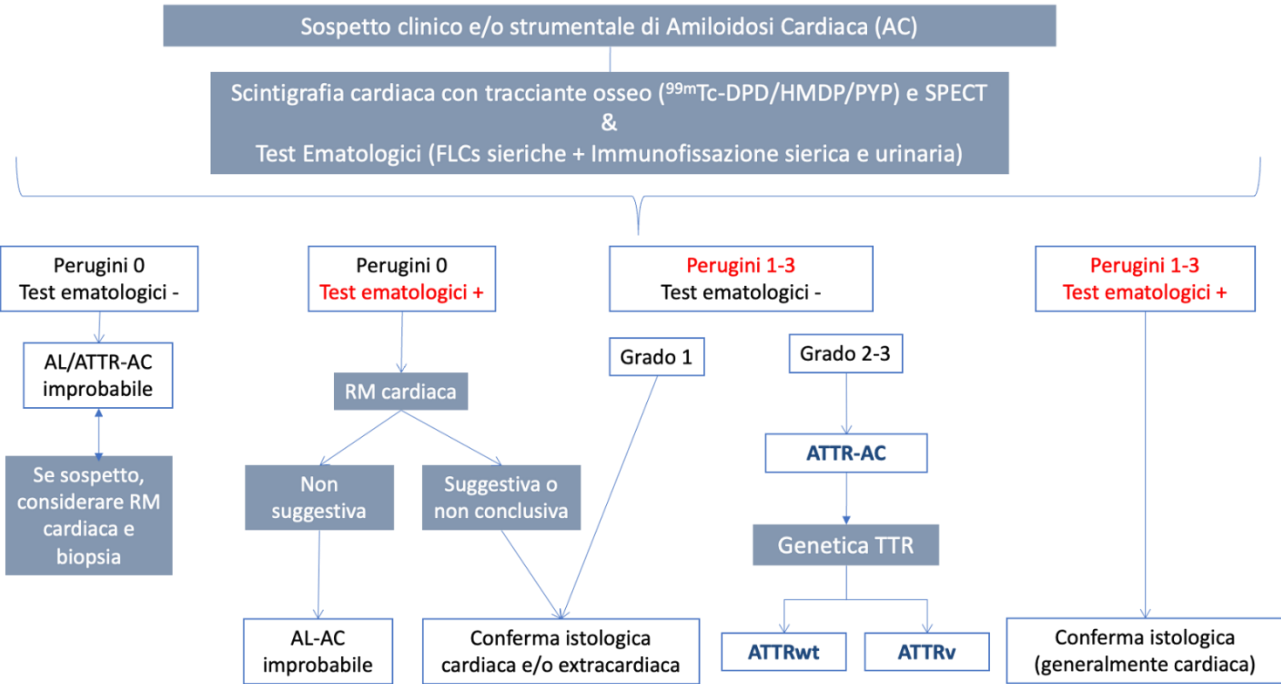 Sospetto clinico e/o strumentale di Amiloidosi Cardiaca (AC)
Scintigrafia cardiaca con tracciante osseo (⁹⁹ᵐTc-DPD/HMDP/PYP) e SPECT
&
Test Ematologici (FLCs sieriche + Immunofissazione sierica e urinaria)
Perugini 0
Test ematologici -
AL/ATTR-AC
improbabile
Se sospetto,
considerare RM
cardiaca e
biopsia
Perugini 0
Test ematologici +
RM cardiaca
Non
suggestiva
Suggestiva o
non conclusiva
AL-AC
improbabile
Conferma istologica
cardiaca e/o extracardiaca
Perugini 1-3
Test ematologici -
Grado 1
Grado 2-3
ATTR-AC
Genetica TTR
ATTRwt
ATTRv
Perugini 1-3
Test ematologici +
Conferma istologica
(generalmente cardiaca)